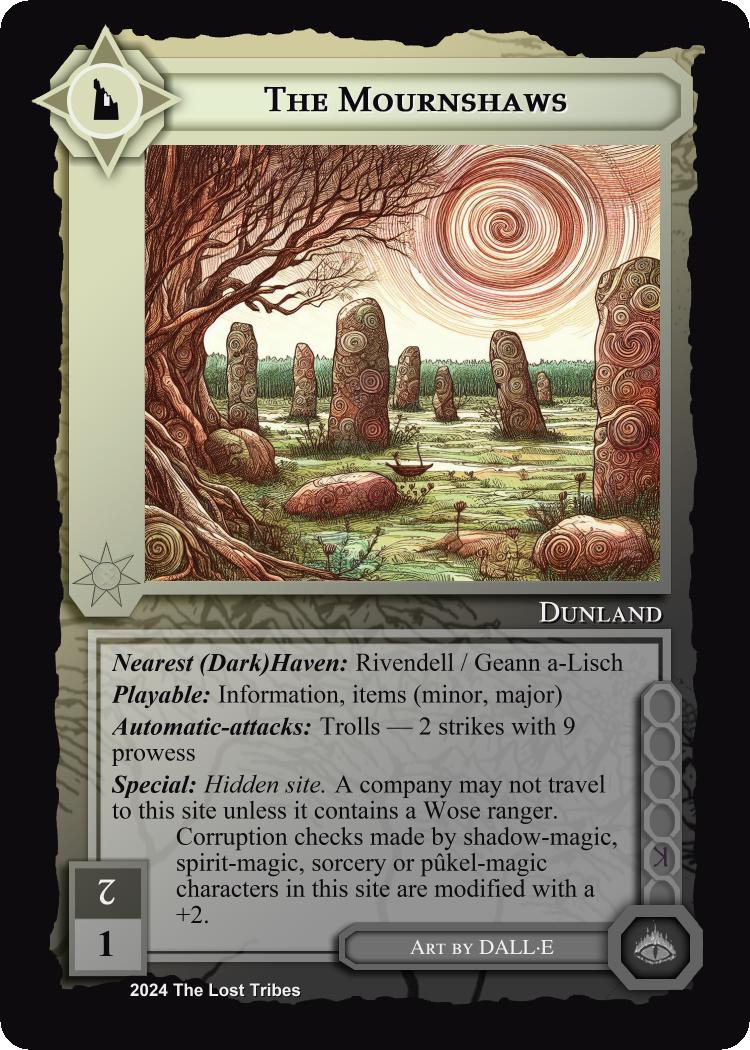 The Mournshaws
Dunland
Nearest (Dark)Haven: Rivendell / Geann a-Lisch
Playable: Information, items (minor, major)
Automatic-attacks: Trolls — 2 strikes with 9
prowess
Special: Hidden site. A company may not travel
to this site unless it contains a Wose ranger.
Corruption checks made by shadow-magic,
spirit-magic, sorcery or pûkel-magic
characters in this site are modified with a
+2.
K
2
1
Art by DALL·E
2024 The Lost Tribes